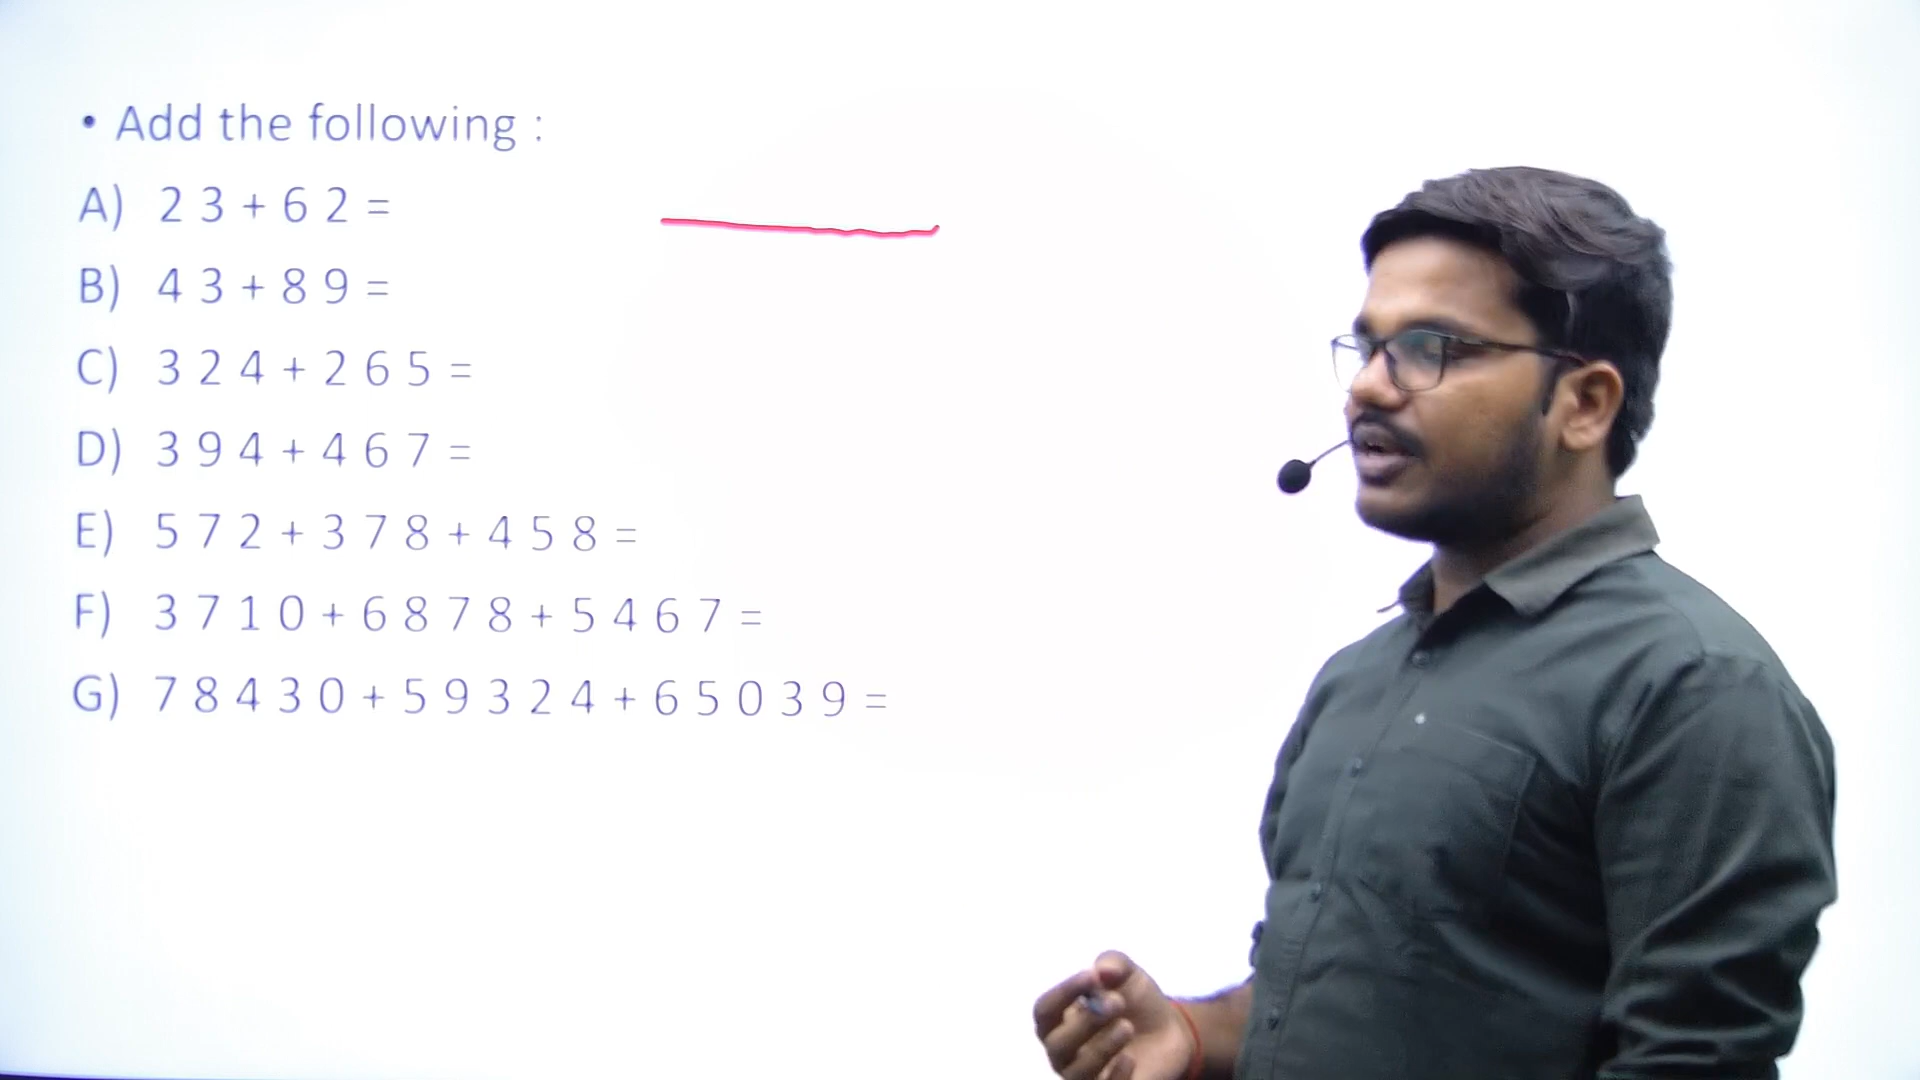 • Add the following :
A) 2 3 + 6 2 =
B) 4 3 + 8 9 =
C) 3 2 4 + 2 6 5 =
D) 3 9 4 + 4 6 7 =
E) 5 7 2 + 3 7 8 + 4 5 8 =
F) 3 7 1 0 + 6 8 7 8 + 5 4 6 7 =
G) 7 8 4 3 0 + 5 9 3 2 4 + 6 5 0 3 9 =